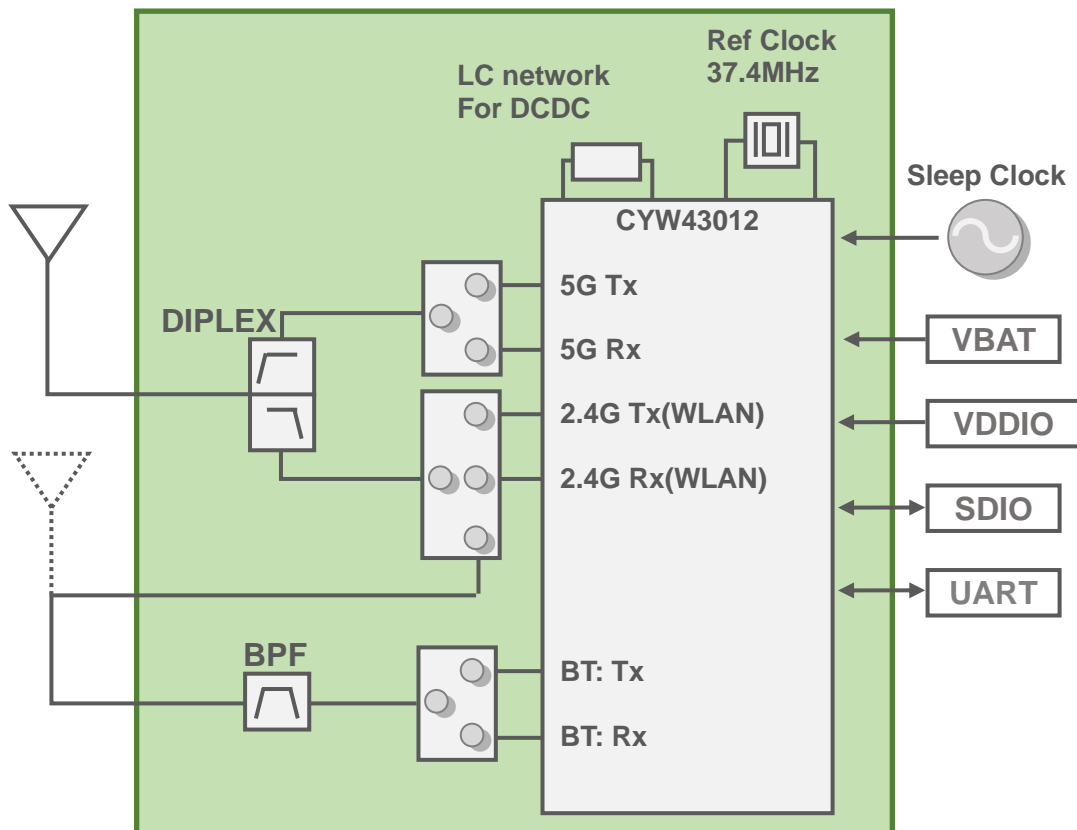 Ref Clock
37.4MHz
LC network
For DCDC
Sleep Clock
CYW43012
5G Tx
5G Rx
DIPLEX
VBAT
2.4G Tx(WLAN)
VDDIO
2.4G Rx(WLAN)
SDIO
UART
BPF
BT: Tx
BT: Rx